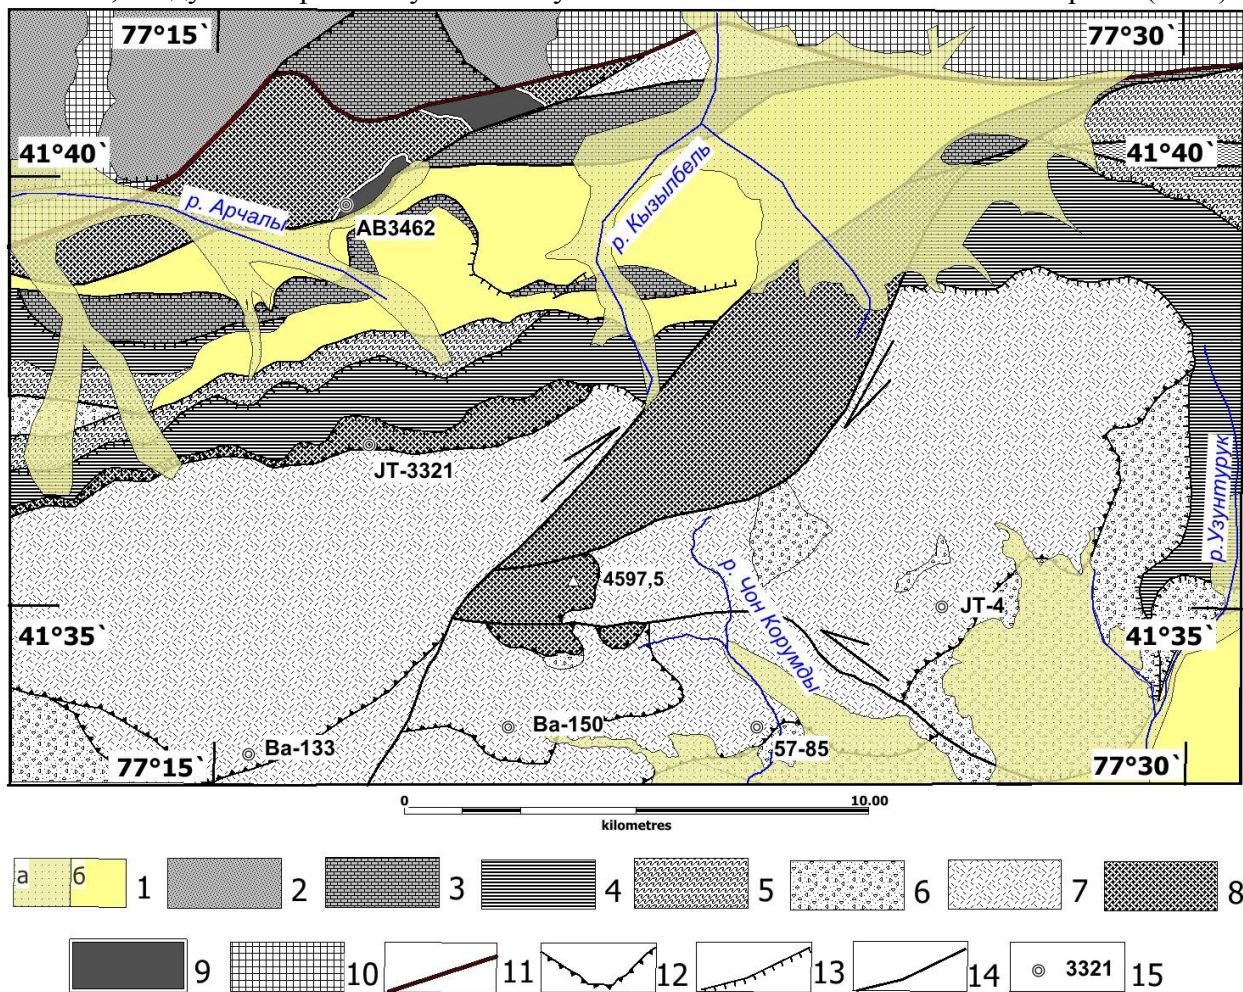 77°15`
77°30`
41°40`
41°40`
р. Арчалы
р. Кызылбель
АВ3462
JT-3321
р. Узунтурук
4597,5
р. Чон Корумды
JT-4
41°35`
41°35`
Ba-150
Ba-133
57-85
77°15`
77°30`
0 10.00
kilometres
а б 1 2 3 4 5 6 7 8
9 10 11 12 13 14 3321 15